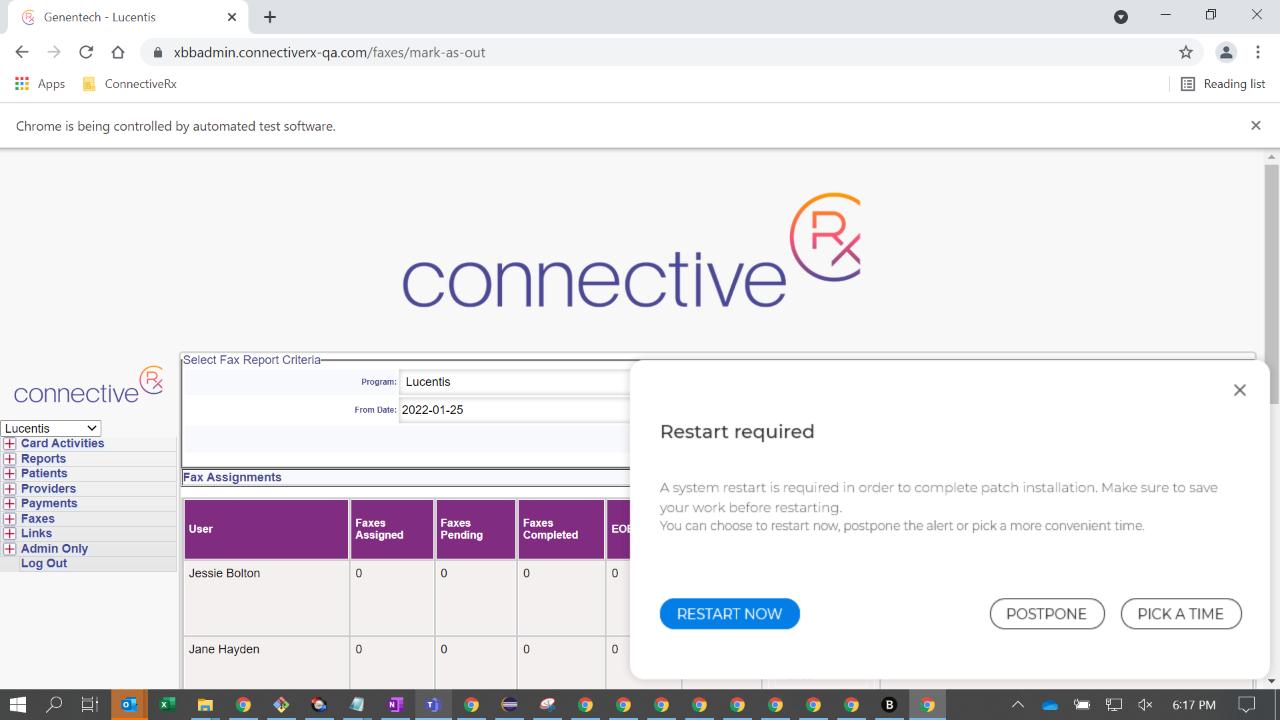 Genentech - Lucentis
xbbadmin.connectiverx-qa.com/faxes/mark-as-out
Apps
ConnectiveRx
Reading list
Chrome is being controlled by automated test software.
connective Rx
Select Fax Report Criteria
Program: Lucentis
From Date: 2022-01-25
connective Rx
Lucentis
Card Activities
Reports
Patients
Providers
Payments
Faxes
Links
Admin Only
Log Out
Fax Assignments
User
Faxes Assigned
Faxes Pending
Faxes Completed
Jessie Bolton 0 0 0 0
Jane Hayden 0 0 0 0
Restart required
A system restart is required in order to complete patch installation. Make sure to save
your work before restarting.
You can choose to restart now, postpone the alert or pick a more convenient time.
RESTART NOW
POSTPONE
PICK A TIME
6:17 PM